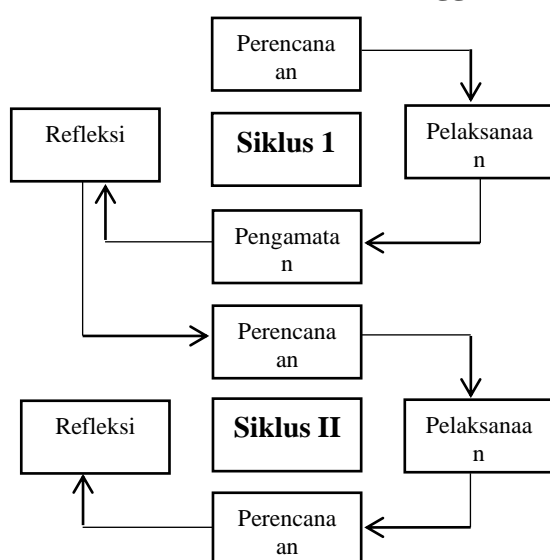 Perencana
an
Refleksi
Siklus 1
Pelaksanaa
n
Pengamata
n
Perencana
an
Refleksi
Siklus II
Pelaksanaa
n
Perencana
an